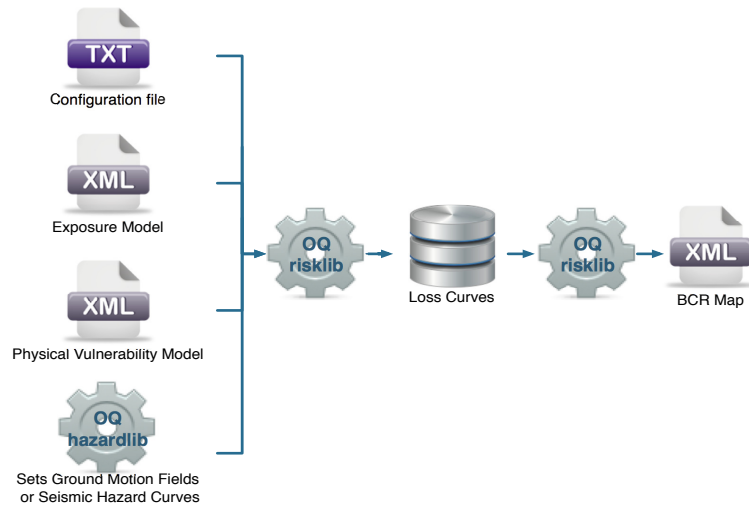 TXT
Configuration file
XML
Exposure Model
XML
Physical Vulnerability Model
OQ
hazardlib
Sets Ground Motion Fields
or Seismic Hazard Curves
OQ
risklib
Loss Curves
OQ
risklib
XML
BCR Map